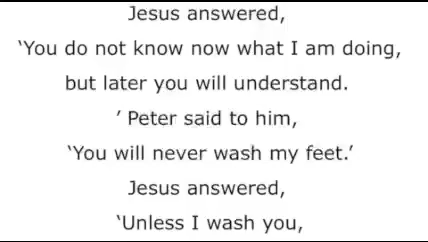 Jesus answered,
‘You do not know now what I am doing,
but later you will understand.
’ Peter said to him,
‘You will never wash my feet.’
Jesus answered,
‘Unless I wash you,